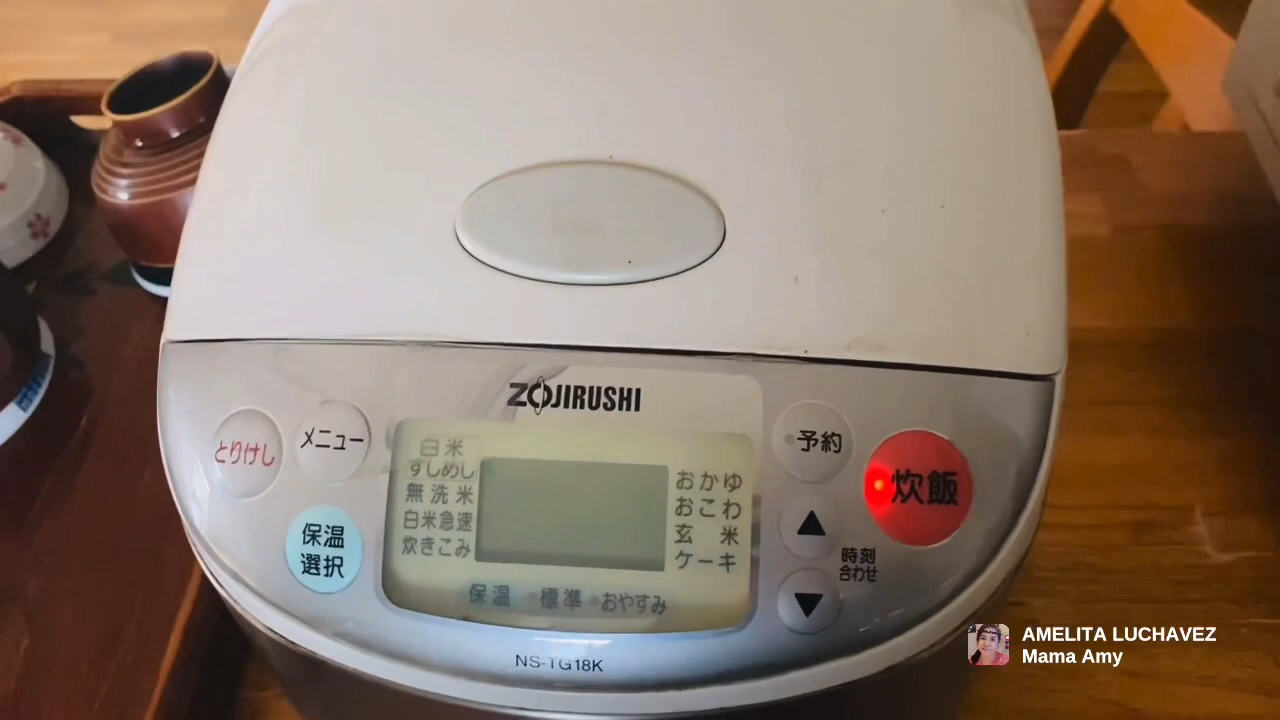 ZOJIRUSHI
とりけし
メニュー
保温
選択
白米
すしめし
無洗米
白米急速
炊きこみ
おかゆ
おこわ
玄米
ケーキ
保温 標準 おやすみ
予約
炊飯
▲
時刻
合わせ
▼
NS-TG18K
AMELITA LUCHAVEZ
Mama Amy